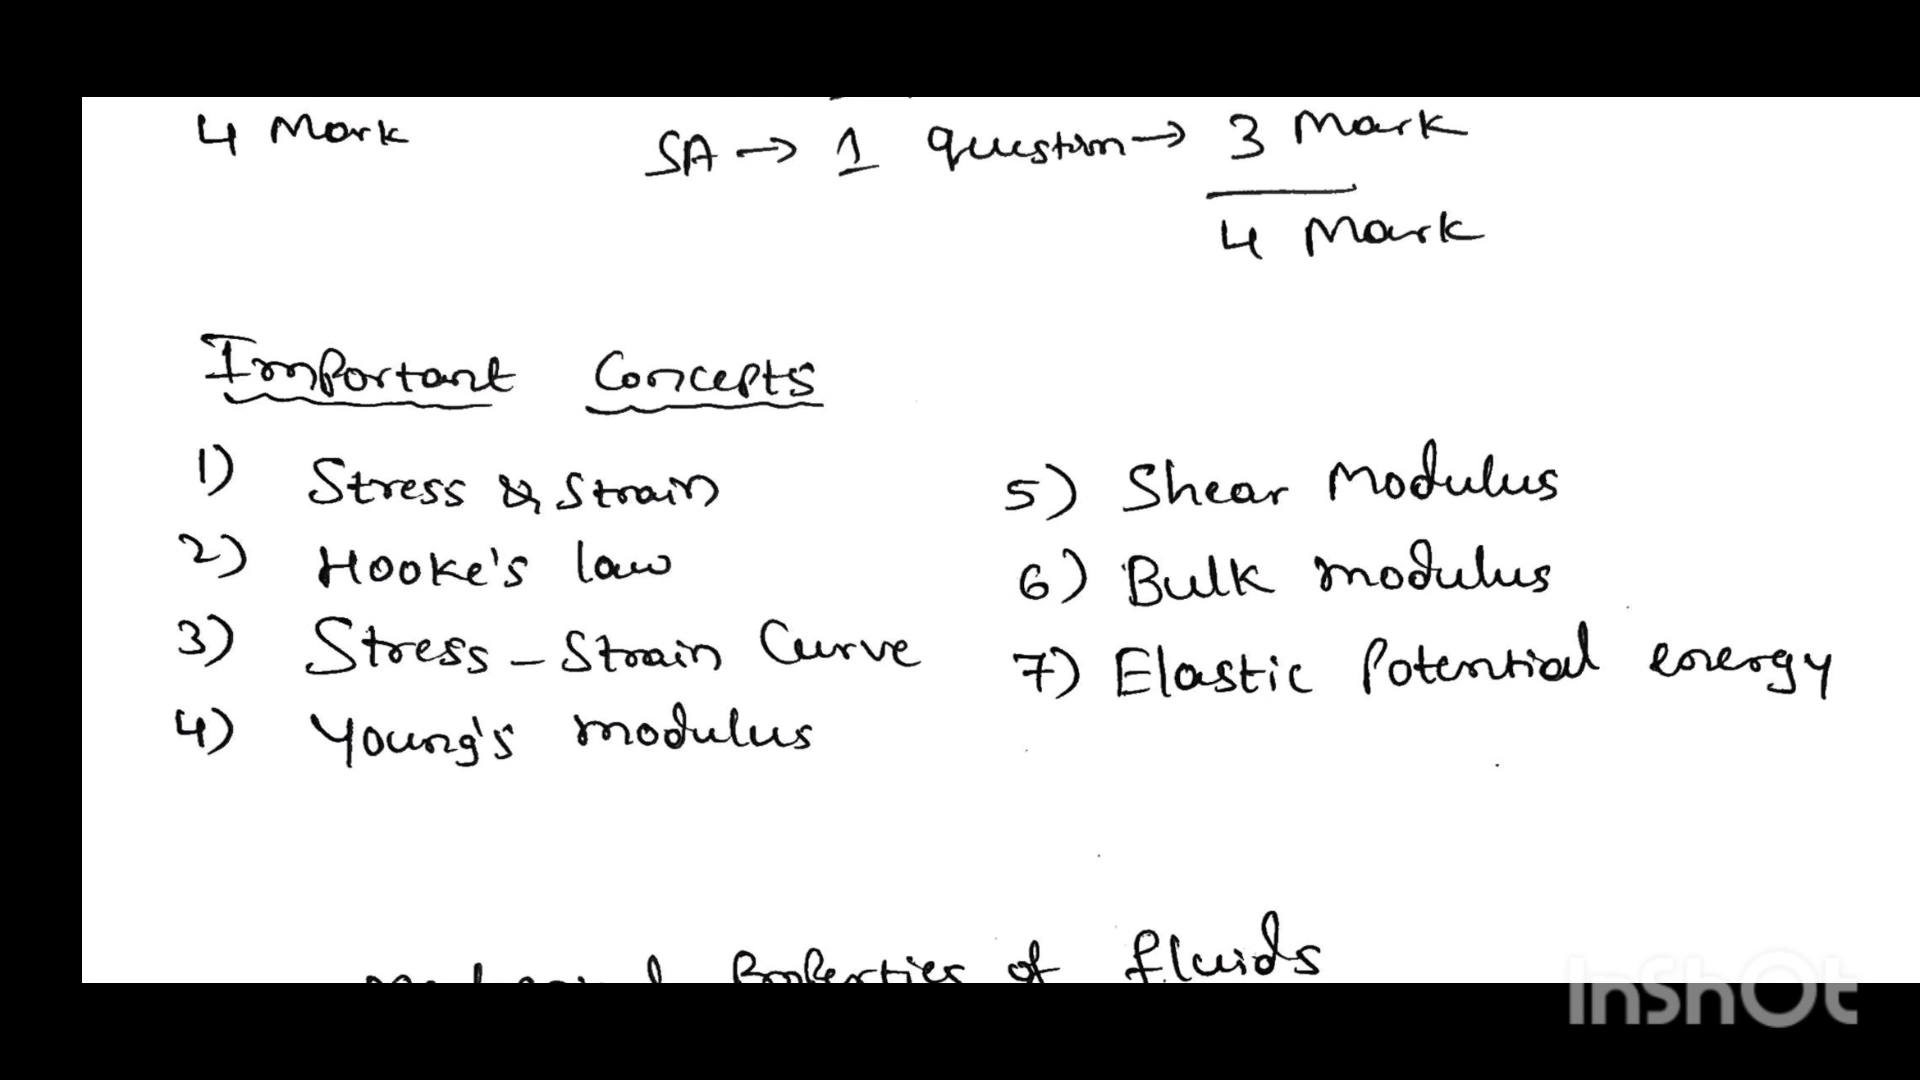 4 Mark
SA → 1 question → 3 Mark
4 Mark
Important Concepts
1) Stress & Strain
2) Hooke's law
3) Stress - Strain Curve
4) Young's modulus
5) Shear Modulus
6) Bulk modulus
7) Elastic Potential energy
Properties of fluids
InShOt